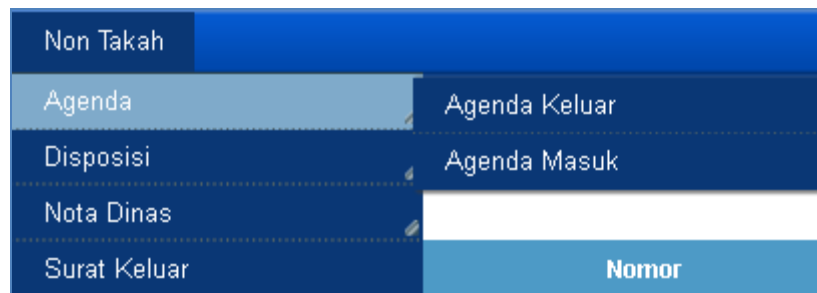 Non Takah
Agenda
Agenda Keluar
Disposisi
Agenda Masuk
Nota Dinas
Surat Keluar
Nomor